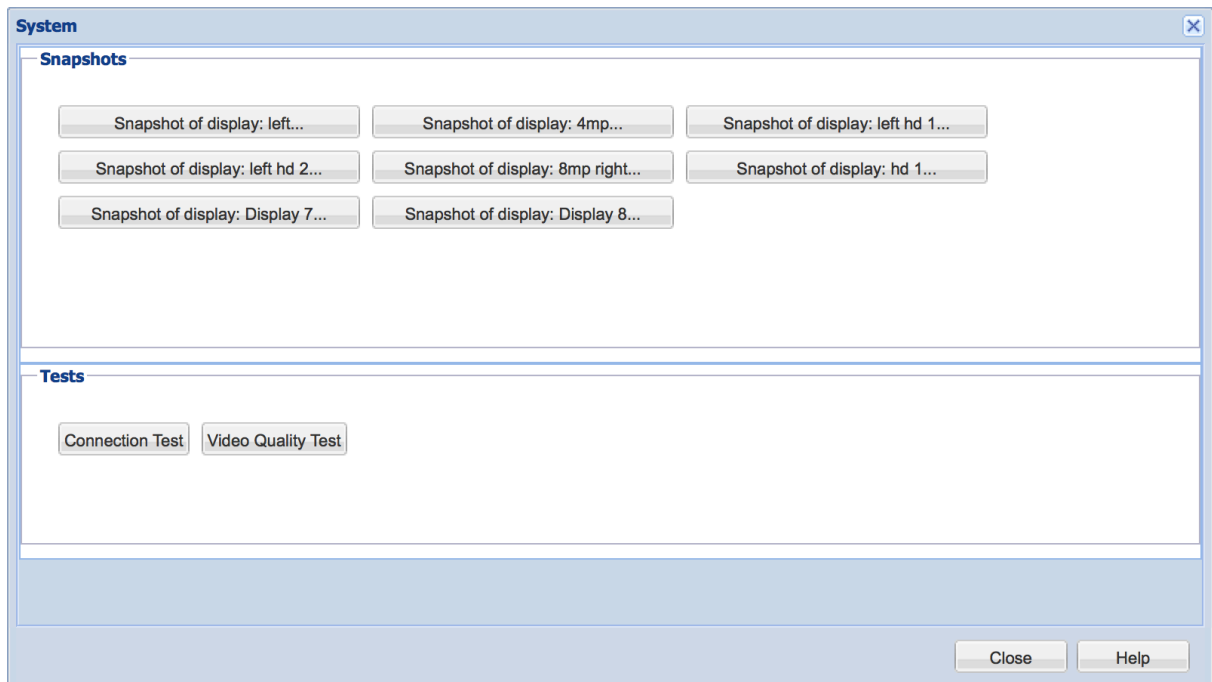 System
Snapshots
Snapshot of display: left...
Snapshot of display: 4mp...
Snapshot of display: left hd 1...
Snapshot of display: left hd 2...
Snapshot of display: 8mp right...
Snapshot of display: hd 1...
Snapshot of display: Display 7...
Snapshot of display: Display 8...
Tests
Connection Test
Video Quality Test
Close
Help